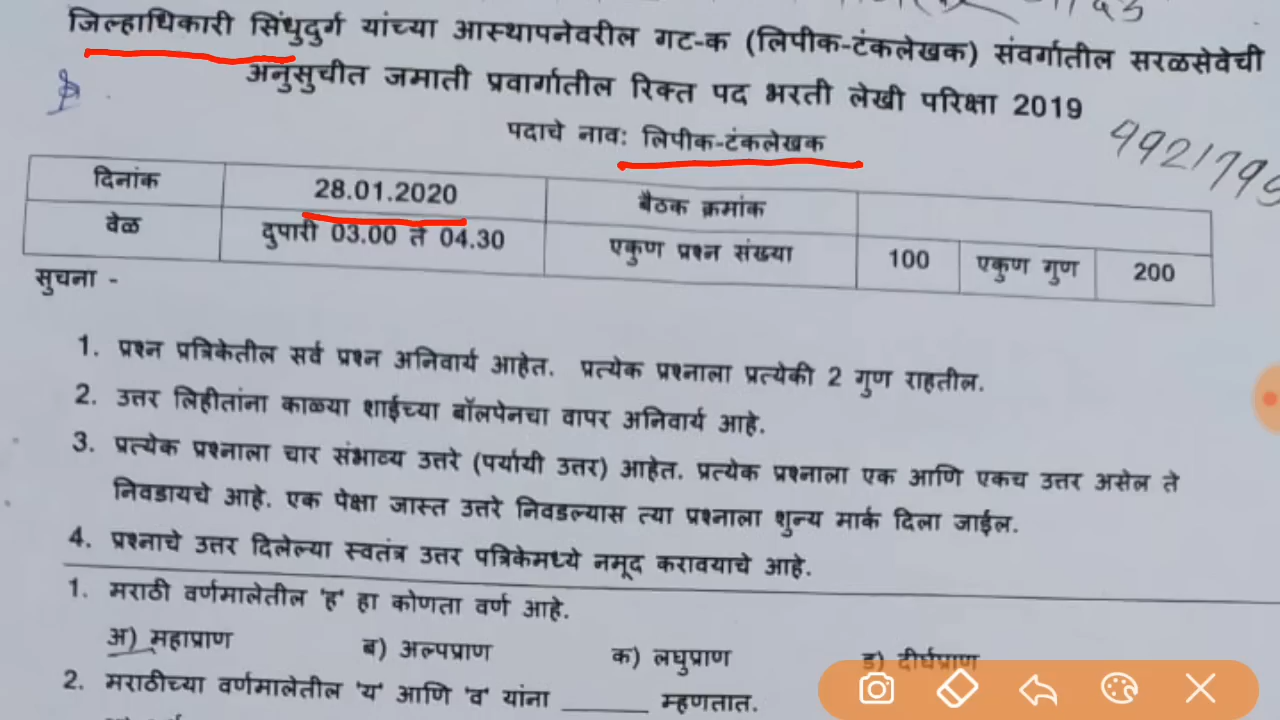 जिल्हाधिकारी सिंधुदुर्ग यांच्या आस्थापनेवरील गट-क (लिपीक-टंकलेखक) संवर्गातील सरळसेवेची
अनुसुचीत जमाती प्रवार्गातील रिक्त पद भरती लेखी परिक्षा 2019
पदाचे नावः लिपीक-टंकलेखक
दिनांक 28.01.2020 बैठक क्रमांक
वेळ दुपारी 03.00 ते 04.30 एकुण प्रश्न संख्या 100 एकुण गुण 200
सुचना -
1. प्रश्न प्रत्रिकेतील सर्व प्रश्न अनिवार्य आहेत. प्रत्येक प्रश्नाला प्रत्येकी 2 गुण राहतील.
2. उत्तर लिहीतांना काळ्या शाईच्या बॉलपेनचा वापर अनिवार्य आहे.
3. प्रत्येक प्रश्नाला चार संभाव्य उत्तरे (पर्यायी उत्तर) आहेत. प्रत्येक प्रश्नाला एक आणि एकच उत्तर असेल ते
निवडायचे आहे. एक पेक्षा जास्त उत्तरे निवडल्यास त्या प्रश्नाला शुन्य मार्क दिला जाईल.
4. प्रश्नाचे उत्तर दिलेल्या स्वतंत्र उत्तर पत्रिकेमध्ये नमूद करावयाचे आहे.
1. मराठी वर्णमालेतील 'ह' हा कोणता वर्ण आहे.
अ) महाप्राण ब) अल्पप्राण क) लघुप्राण ड) दीर्घप्राण
2. मराठीच्या वर्णमालेतील 'य' आणि 'व' यांना ______ म्हणतात.